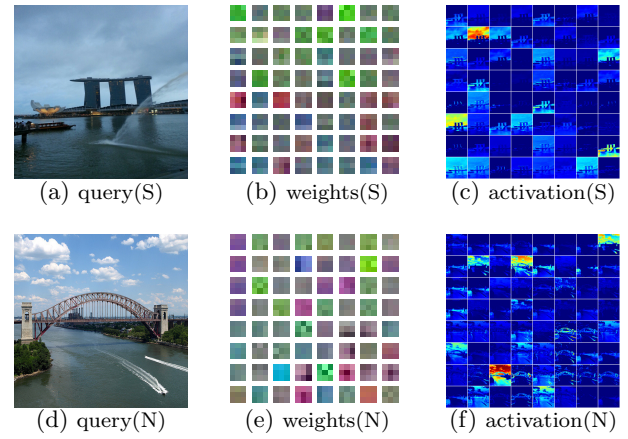 (a) query(S) (b) weights(S) (c) activation(S)
(d) query(N) (e) weights(N) (f) activation(N)